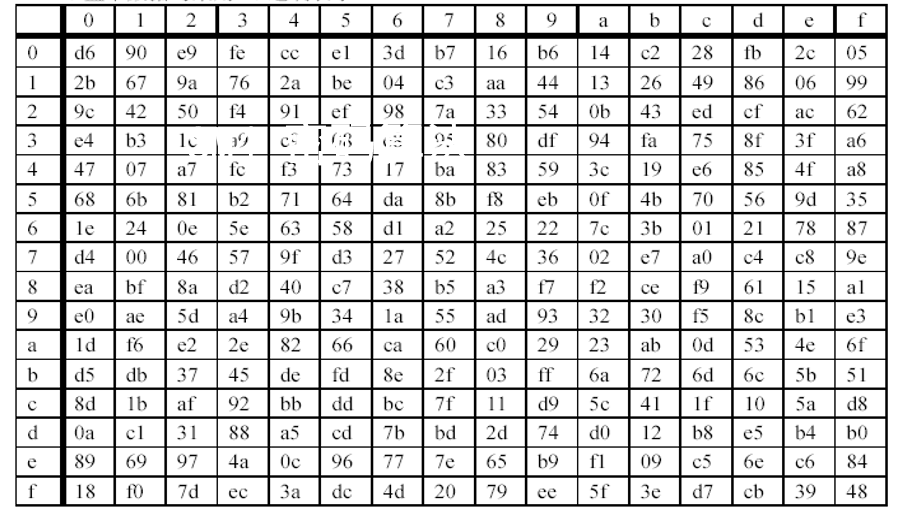 0 1 2 3 4 5 6 7 8 9 a b c d e f
0 d6 90 e9 fe cc e1 3d b7 16 b6 14 c2 28 fb 2c 05
1 2b 67 9a 76 2a be 04 c3 aa 44 13 26 49 86 06 99
2 9c 42 50 f4 91 ef 98 7a 33 54 0b 43 ed cf ac 62
3 e4 b3 1c a9 08 95 80 df 94 fa 75 8f 3f a6
4 47 07 a7 fc f3 73 17 ba 83 59 3c 19 e6 85 4f a8
5 68 6b 81 b2 71 64 da 8b f8 eb 0f 4b 70 56 9d 35
6 1e 24 0e 5e 63 58 d1 a2 25 22 7c 3b 01 21 78 87
7 d4 00 46 57 9f d3 27 52 4c 36 02 e7 a0 c4 c8 9e
8 ea bf 8a d2 40 c7 38 b5 a3 f7 f2 ce f9 61 15 a1
9 e0 ae 5d a4 9b 34 1a 55 ad 93 32 30 f5 8c b1 e3
a 1d f6 e2 2e 82 66 ca 60 c0 29 23 ab 0d 53 4e 6f
b d5 db 37 45 de fd 8e 2f 03 ff 6a 72 6d 6c 5b 51
c 8d 1b af 92 bb dd bc 7f 11 d9 5c 41 1f 10 5a d8
d 0a c1 31 88 a5 cd 7b bd 2d 74 d0 12 b8 e5 b4 b0
e 89 69 97 4a 0c 96 77 7e 65 b9 f1 09 c5 6e c6 84
f 18 f0 7d ec 3a dc 4d 20 79 ee 5f 3e d7 cb 39 48